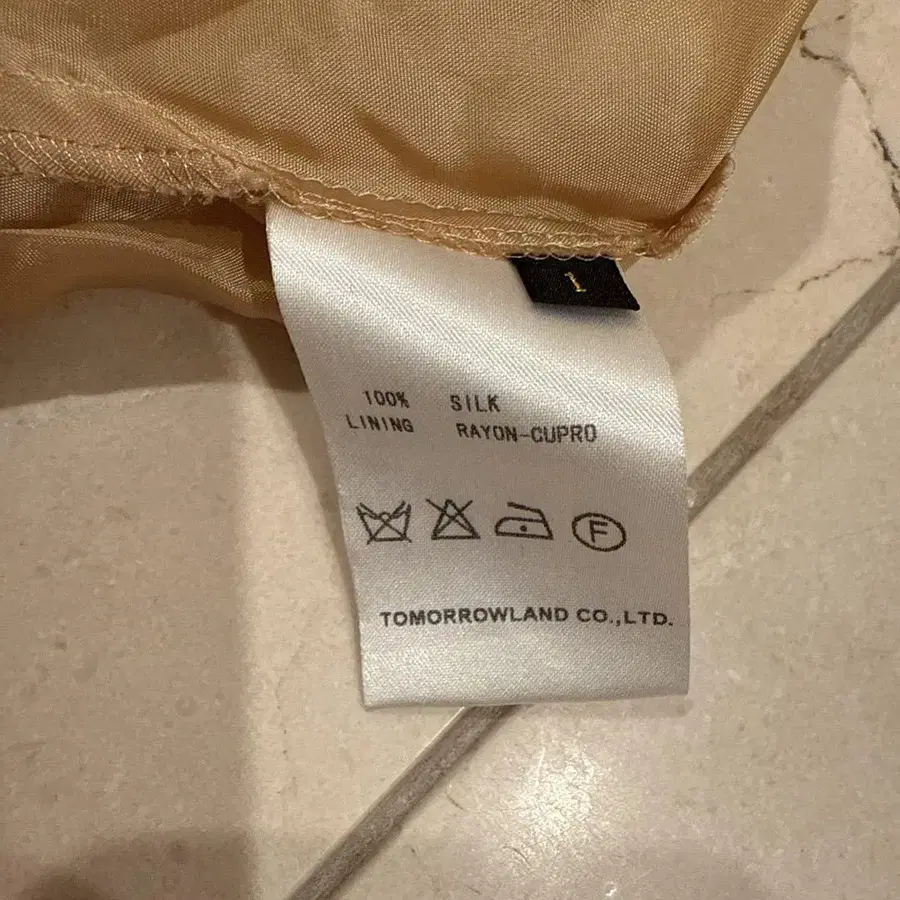 1
100% SILK
LINING RAYON-CUPRO
F
TOMORROWLAND CO.,LTD.